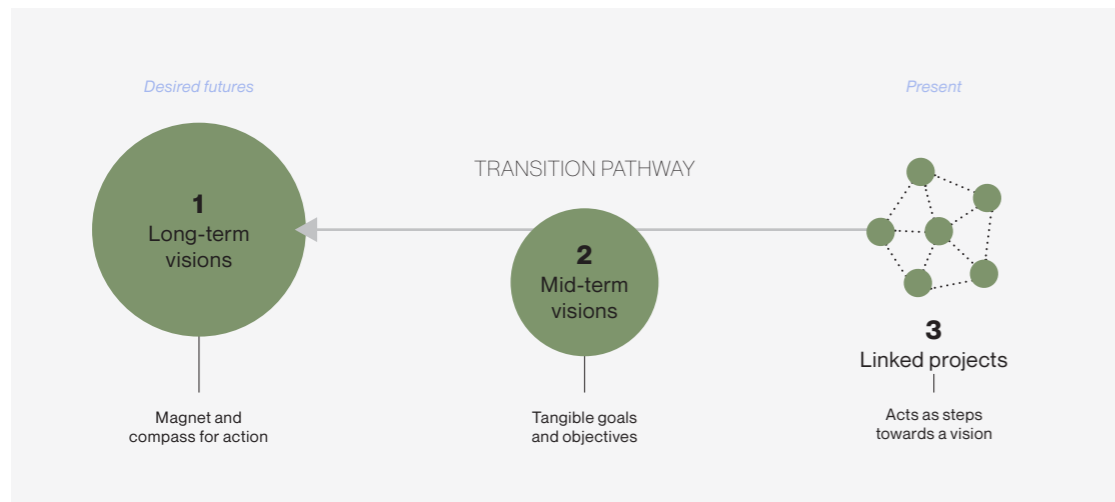 Desired futures
Present
TRANSITION PATHWAY
1
Long-term
visions
2
Mid-term
visions
3
Linked projects
Magnet and
compass for action
Tangible goals
and objectives
Acts as steps
towards a vision